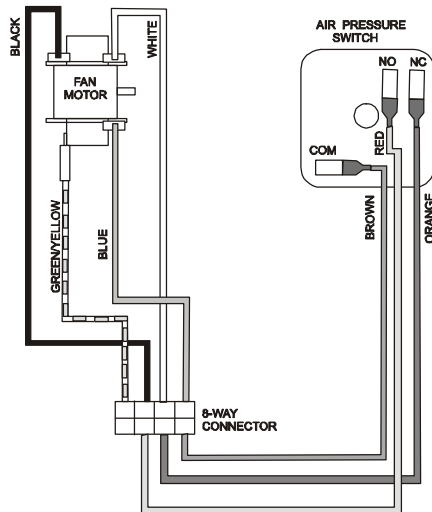 BLACK
WHITE
AIR PRESSURE
SWITCH
NO
NC
FAN
MOTOR
RED
COM
GREEN/YELLOW
BLUE
BROWN
ORANGE
8-WAY
CONNECTOR